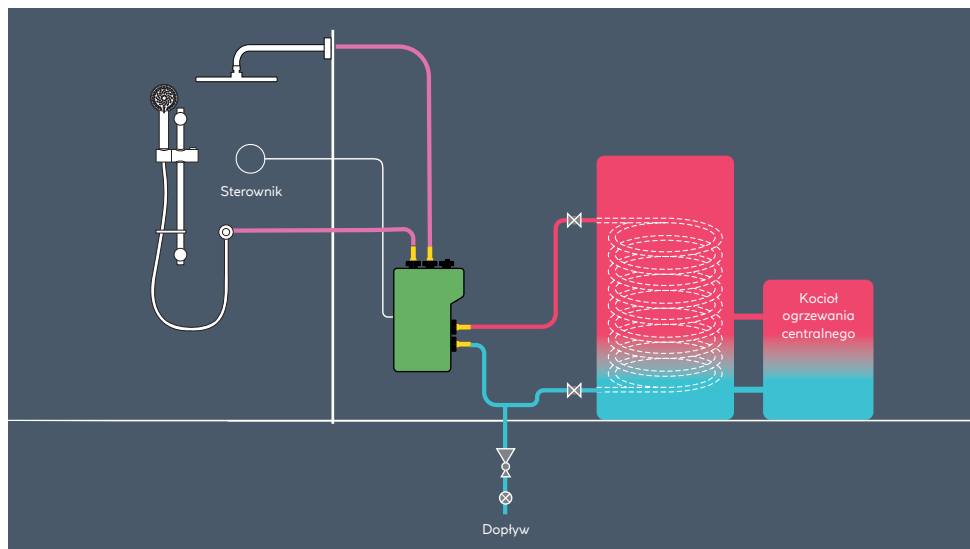 Sterownik
Kocioł
ogrzewania
centralnego
Dopływ